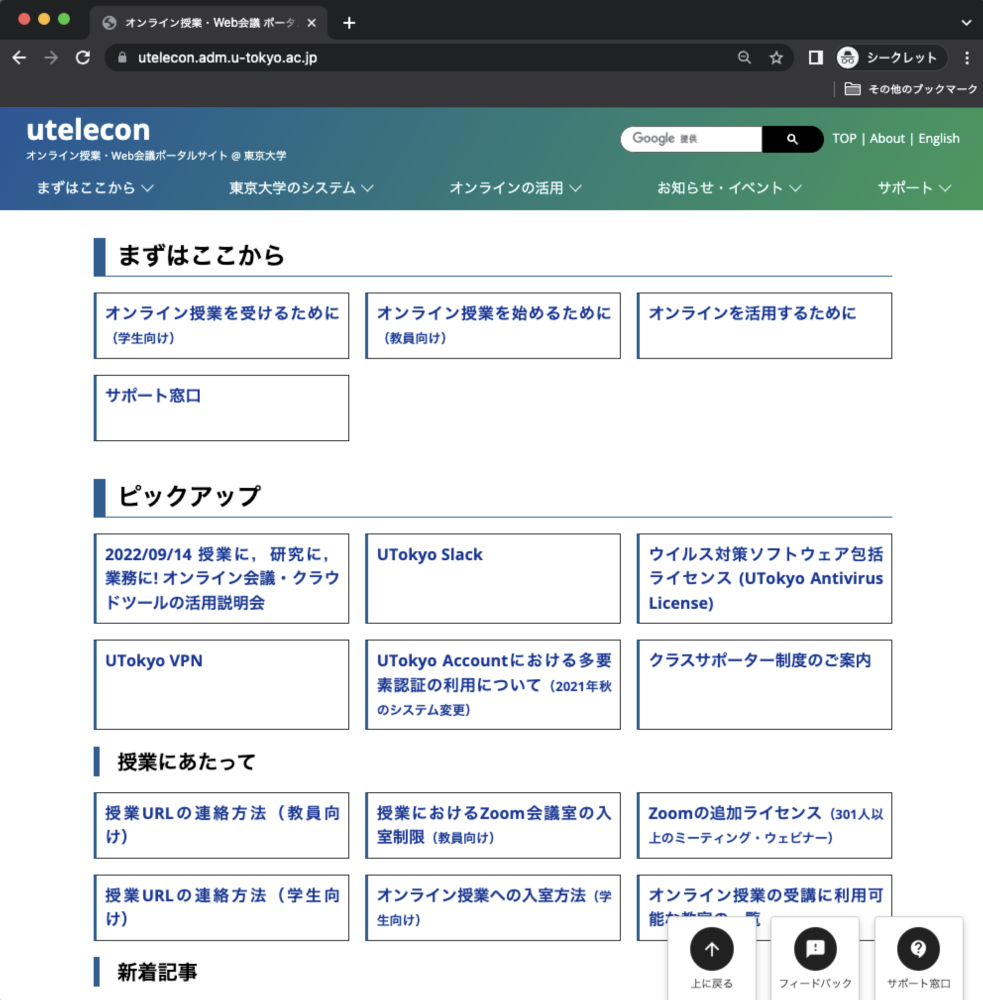 オンライン授業・Web会議 ポータ
utelecon.adm.u-tokyo.ac.jp
シークレット
その他のブックマーク
utelecon
オンライン授業・Web会議ポータルサイト @ 東京大学
Google 提供
TOP | About | English
まずはここから
東京大学のシステム
オンラインの活用
お知らせ・イベント
サポート
まずはここから
オンライン授業を受けるために
（学生向け）
オンライン授業を始めるために
（教員向け）
オンラインを活用するために
サポート窓口
ピックアップ
2022/09/14 授業に，研究に，
業務に! オンライン会議・クラウ
ドツールの活用説明会
UTokyo Slack
ウイルス対策ソフトウェア包括
ライセンス (UTokyo Antivirus
License)
UTokyo VPN
UTokyo Accountにおける多要
素認証の利用について（2021年秋
のシステム変更）
クラスサポーター制度のご案内
授業にあたって
授業URLの連絡方法（教員向
け）
授業におけるZoom会議室の入
室制限（教員向け）
Zoomの追加ライセンス（301人以
上のミーティング・ウェビナー）
授業URLの連絡方法（学生向
け）
オンライン授業への入室方法（学
生向け）
オンライン授業の受講に利用可
能な教室の一覧
新着記事
上に戻る
フィードバック
サポート窓口